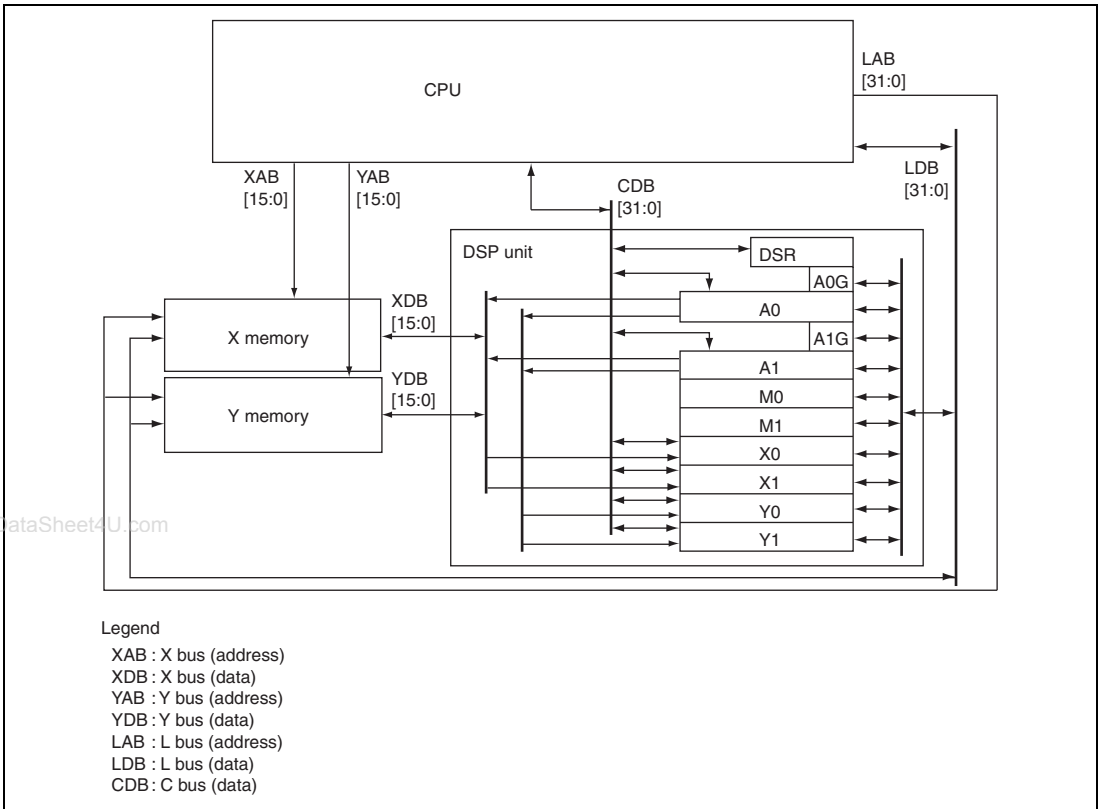 CPU
LAB
[31:0]
LDB
[31:0]
XAB
[15:0]
YAB
[15:0]
CDB
[31:0]
DSP unit
DSR
A0G
A0
A1G
A1
M0
M1
X0
X1
Y0
Y1
XDB
[15:0]
X memory
YDB
[15:0]
Y memory
ataSheet4U.com
Legend
XAB : X bus (address)
XDB : X bus (data)
YAB : Y bus (address)
YDB : Y bus (data)
LAB : L bus (address)
LDB : L bus (data)
CDB : C bus (data)